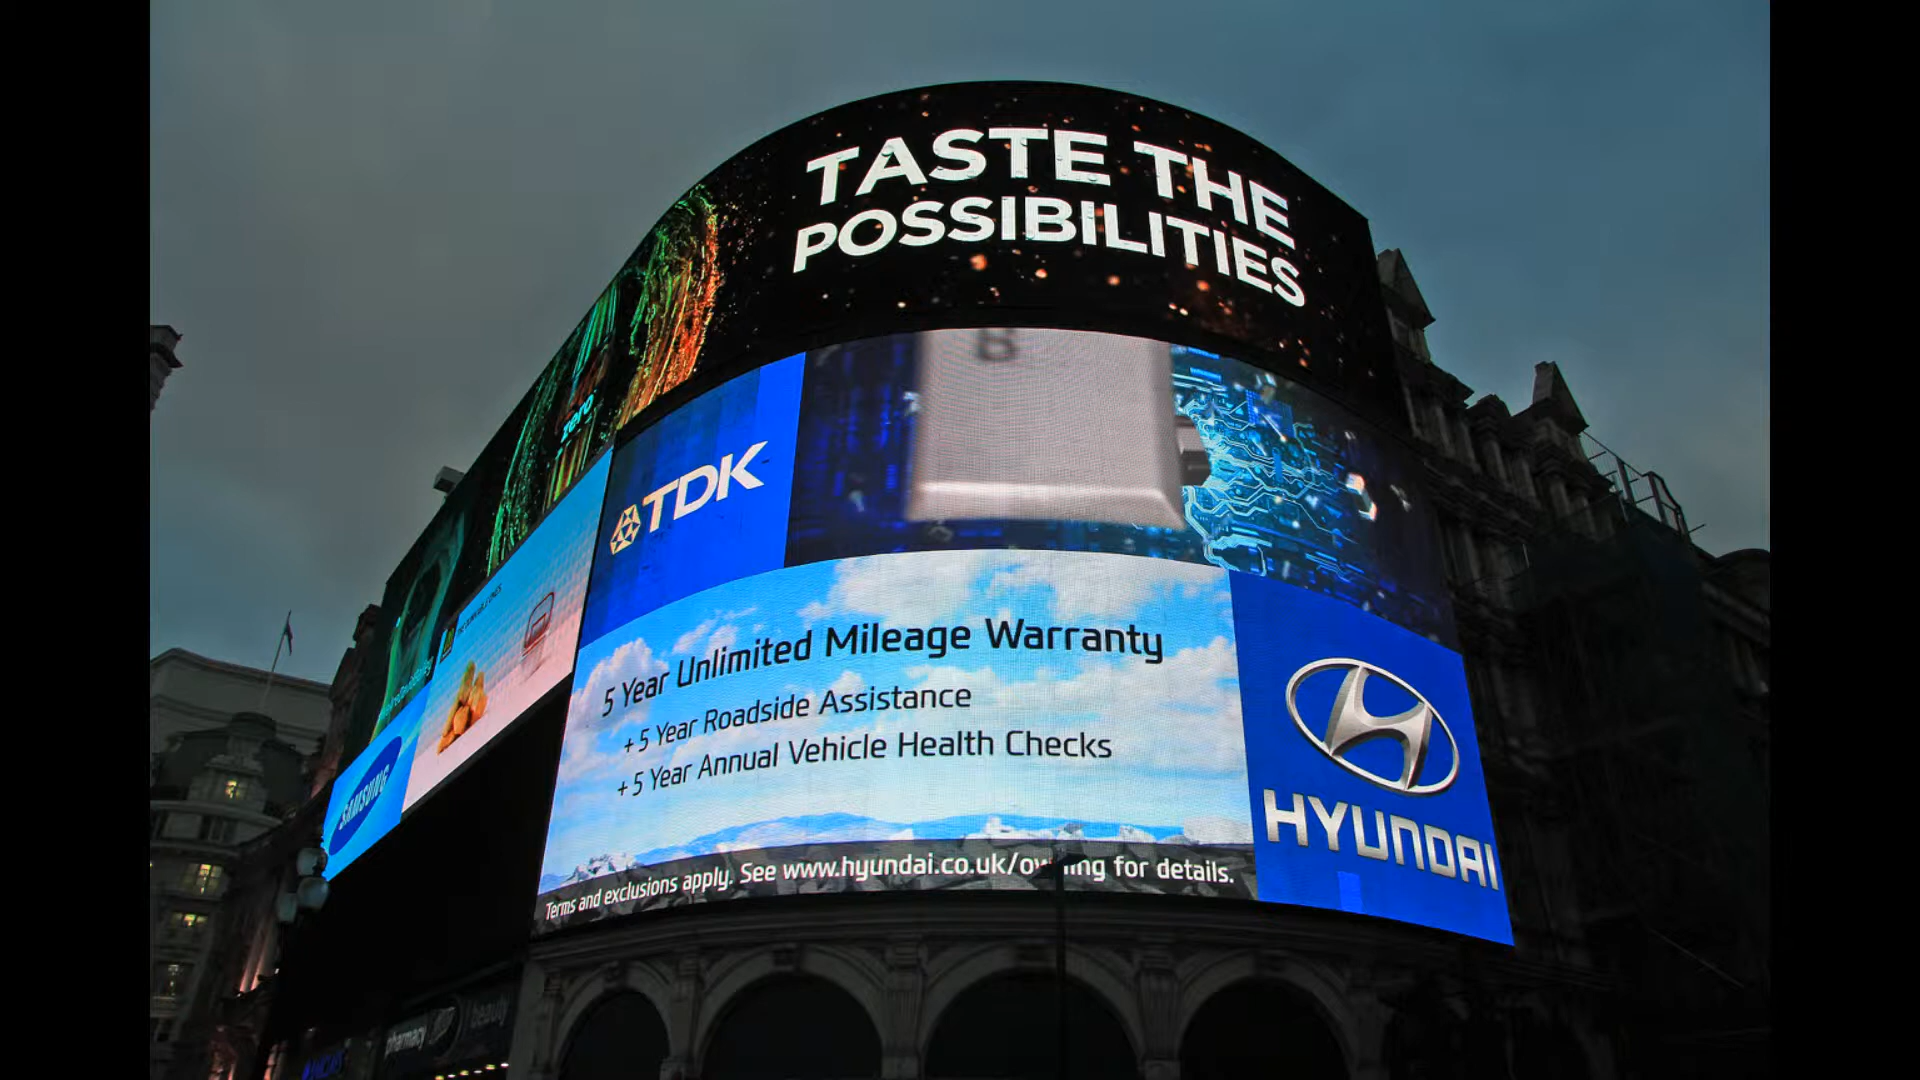 TASTE THE
POSSIBILITIES
zero
R
TDK
5 Year Unlimited Mileage Warranty
+ 5 Year Roadside Assistance
+ 5 Year Annual Vehicle Health Checks
Terms and exclusions apply. See www.hyundai.co.uk/ow ing for details.
HYUNDAI
SAMSUNG
pharmacy
beauty